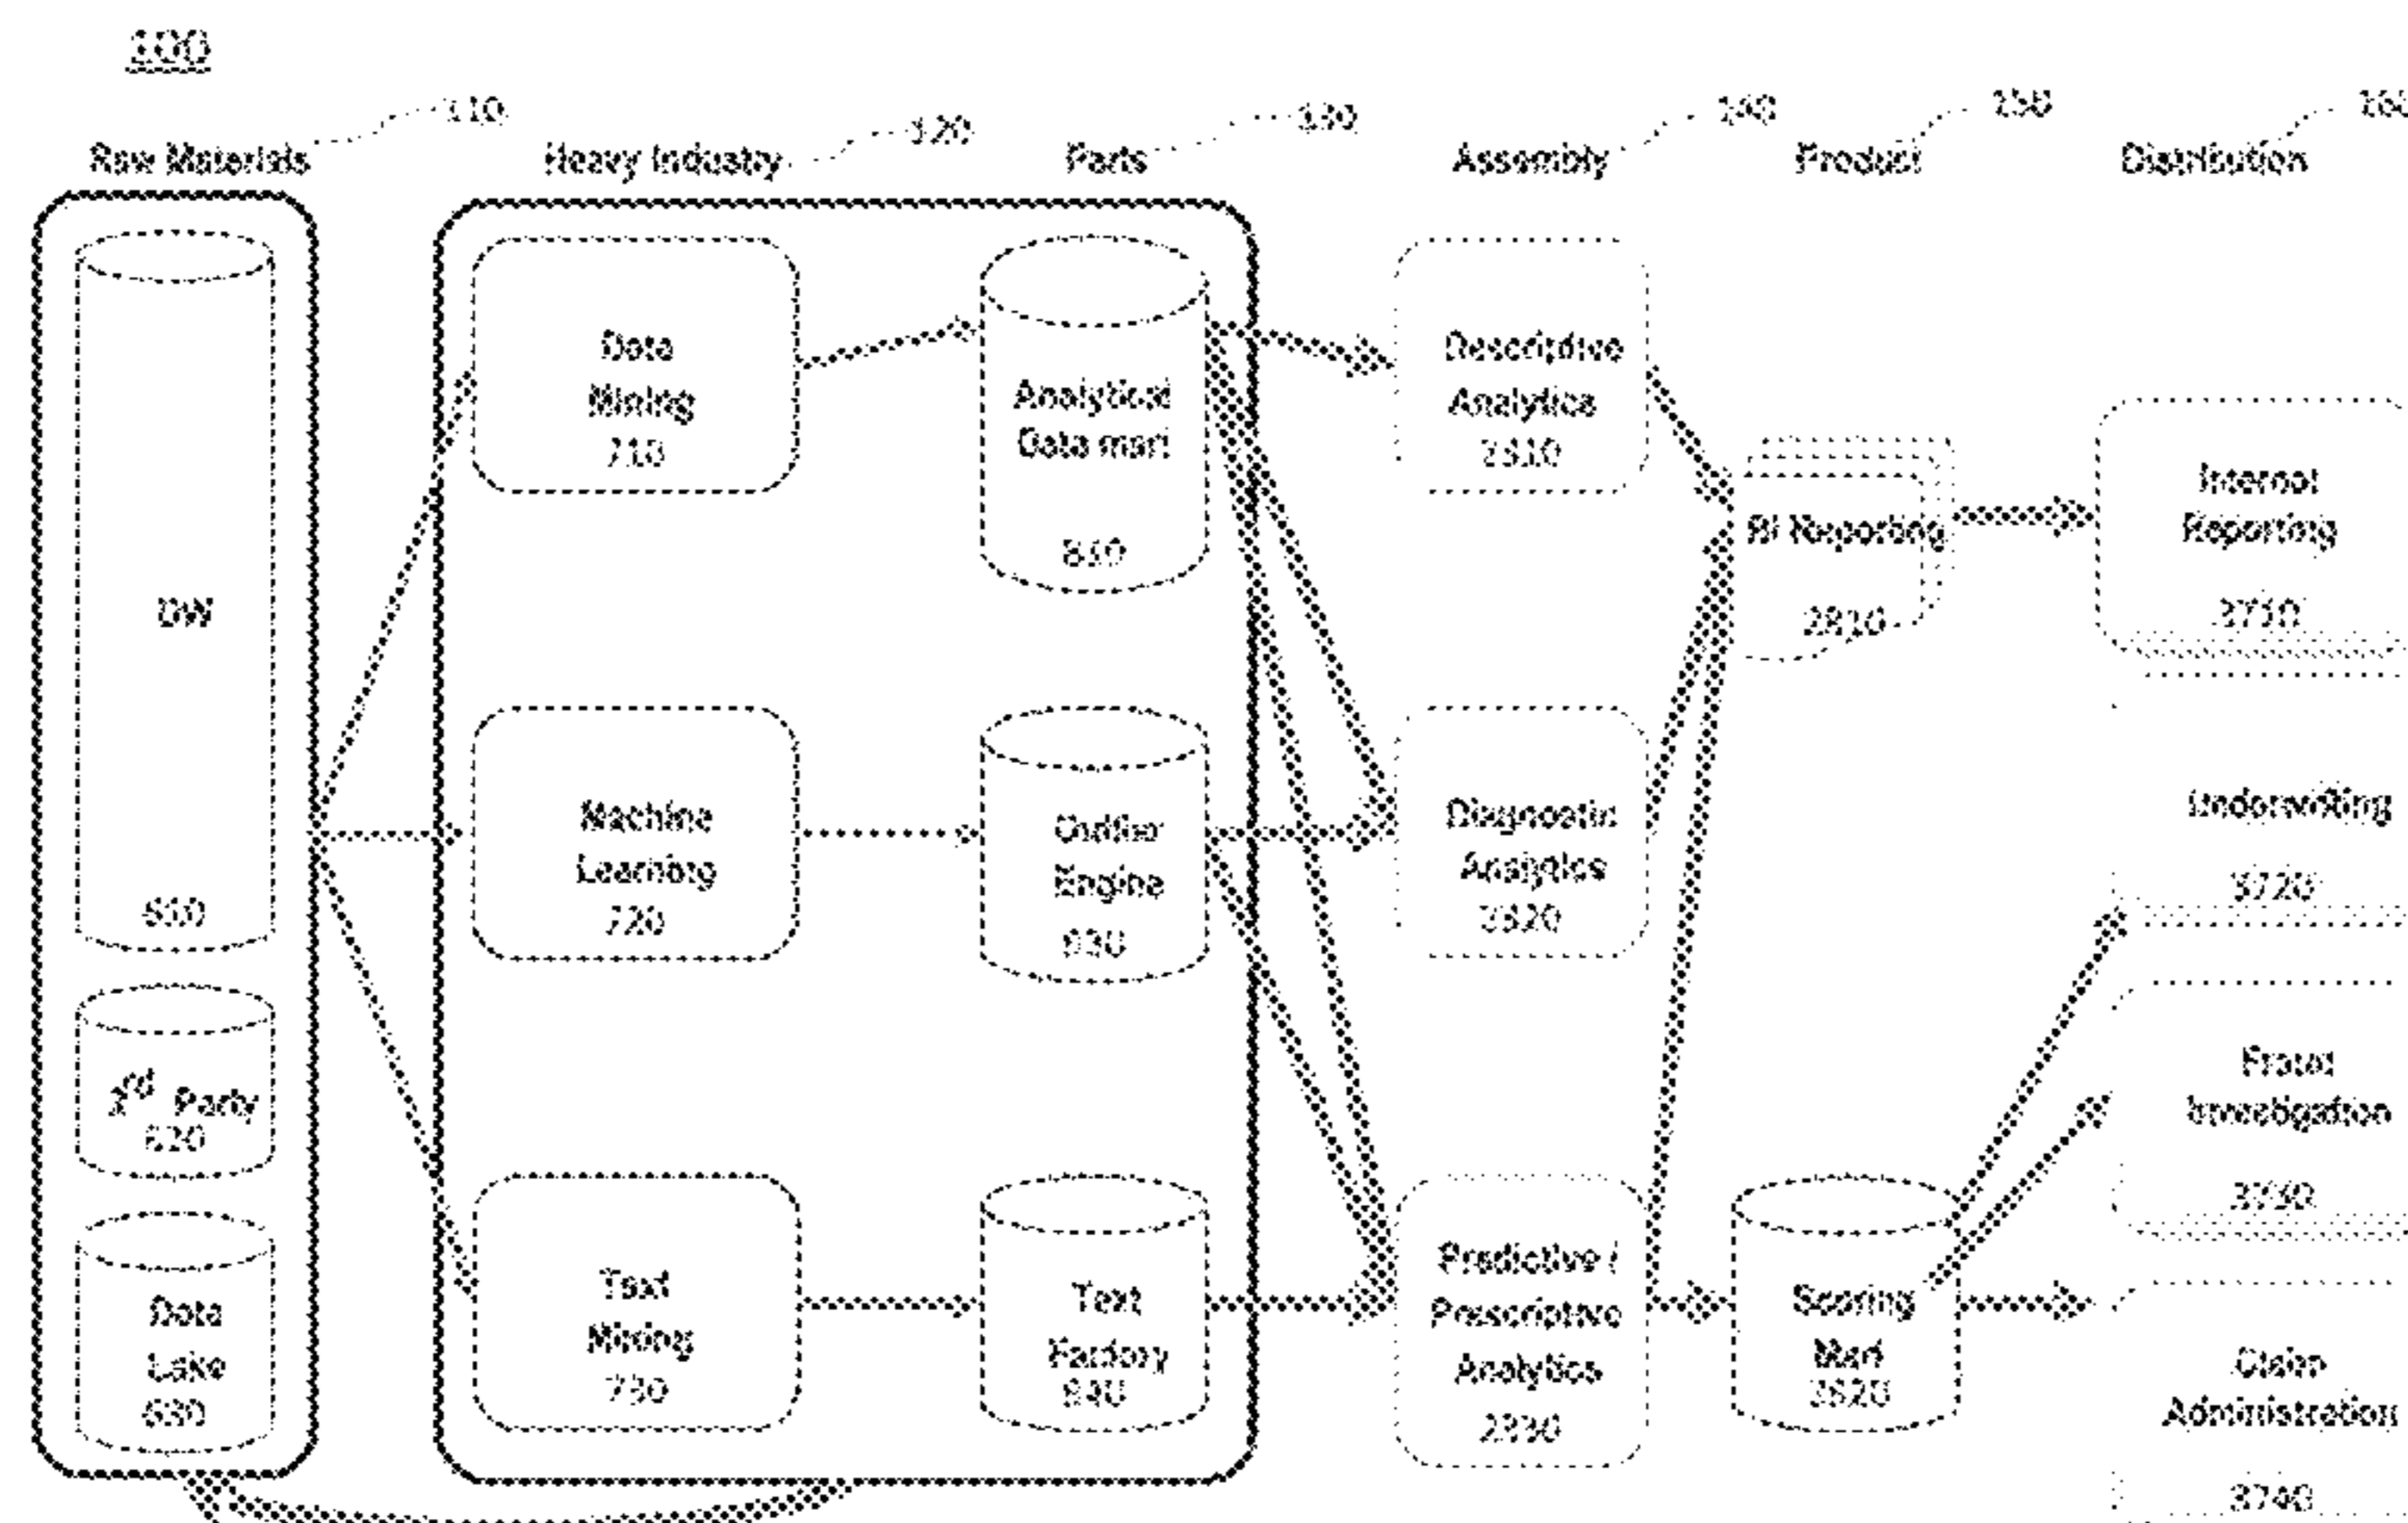 100
110
120
130
140
150
Raw Materials
Heavy Industry
Parts
Assembly
Product
Distribution
DW
610
3rd Party
620
Data
Lake
630
Data
Mining
710
Machine
Learning
720
Text
Mining
730
Analytical
Data mart
810
Outlier
Engine
Text
Factory
Descriptive
Analytics
Diagnostic
Analytics
Predictive /
Prescriptive
Analytics
BI Reporting
Scoring
Mart
Internal
Reporting
3710
Underwriting
3720
Fraud
Investigation
3730
Claim
Administration
3740